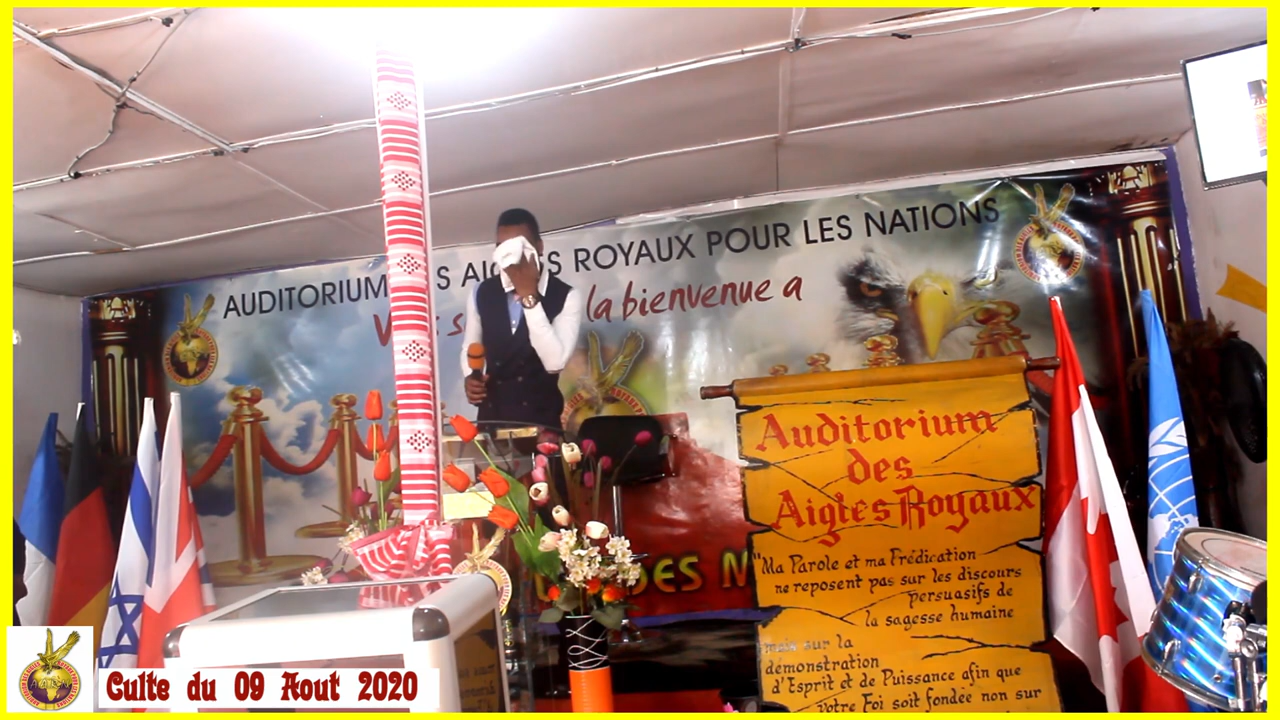 AUDITORIUM S AIGLES ROYAUX POUR LES NATIONS
la bienvenue a
DES
Auditorium
des
Aigles Royaux
"Ma Parole et ma Prédication
ne reposent pas sur les discours
persuasifs de
la sagesse humaine
mais sur la
démonstration
d'Esprit et de Puissance afin que
votre Foi soit fondée non sur
Culte du 09 Aout 2020